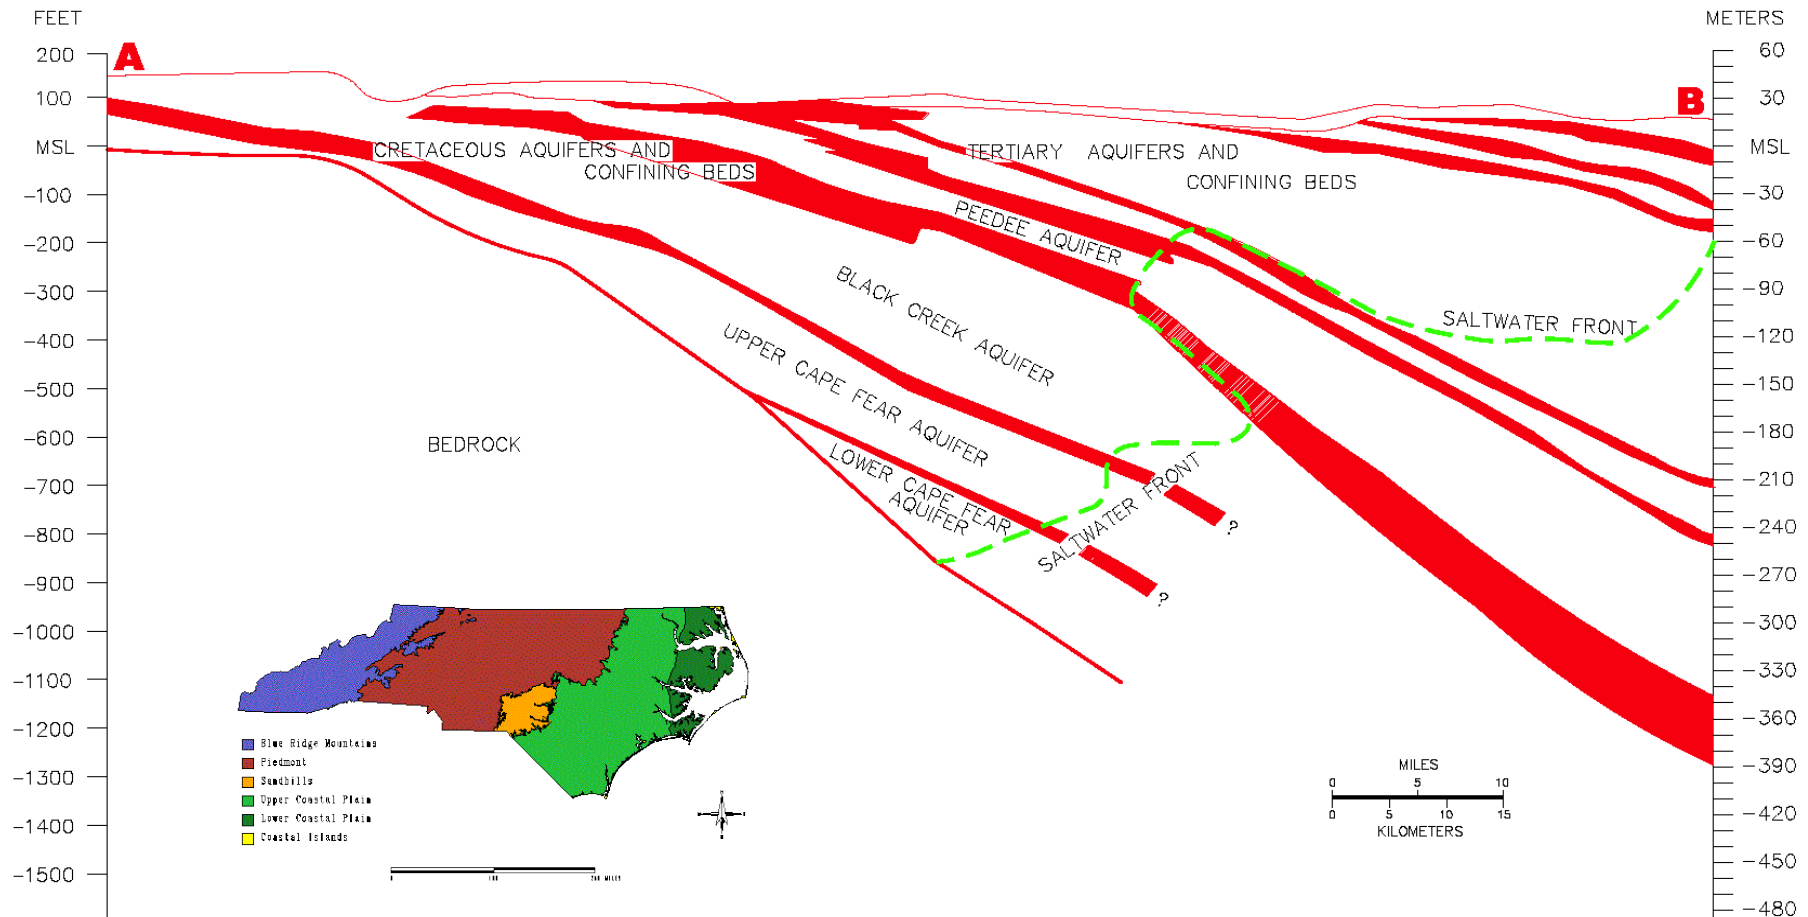 FEET
METERS
A
B
200
100
MSL
-100
-200
-300
-400
-500
-600
-700
-800
-900
-1000
-1100
-1200
-1300
-1400
-1500
60
30
MSL
-30
-60
-90
-120
-150
-180
-210
-240
-270
-300
-330
-360
-390
-420
-450
-480
CRETACEOUS AQUIFERS AND
CONFINING BEDS
TERTIARY AQUIFERS AND
CONFINING BEDS
PEEDEE AQUIFER
BLACK CREEK AQUIFER
UPPER CAPE FEAR AQUIFER
LOWER CAPE FEAR
AQUIFER
BEDROCK
SALTWATER FRONT
SALTWATER FRONT
?
?
Blue Ridge Mountains
Piedmont
Sandhills
Upper Coastal Plain
Lower Coastal Plain
Coastal Islands
0 100 200 MILES
MILES
0 5 10
0 5 10 15
KILOMETERS